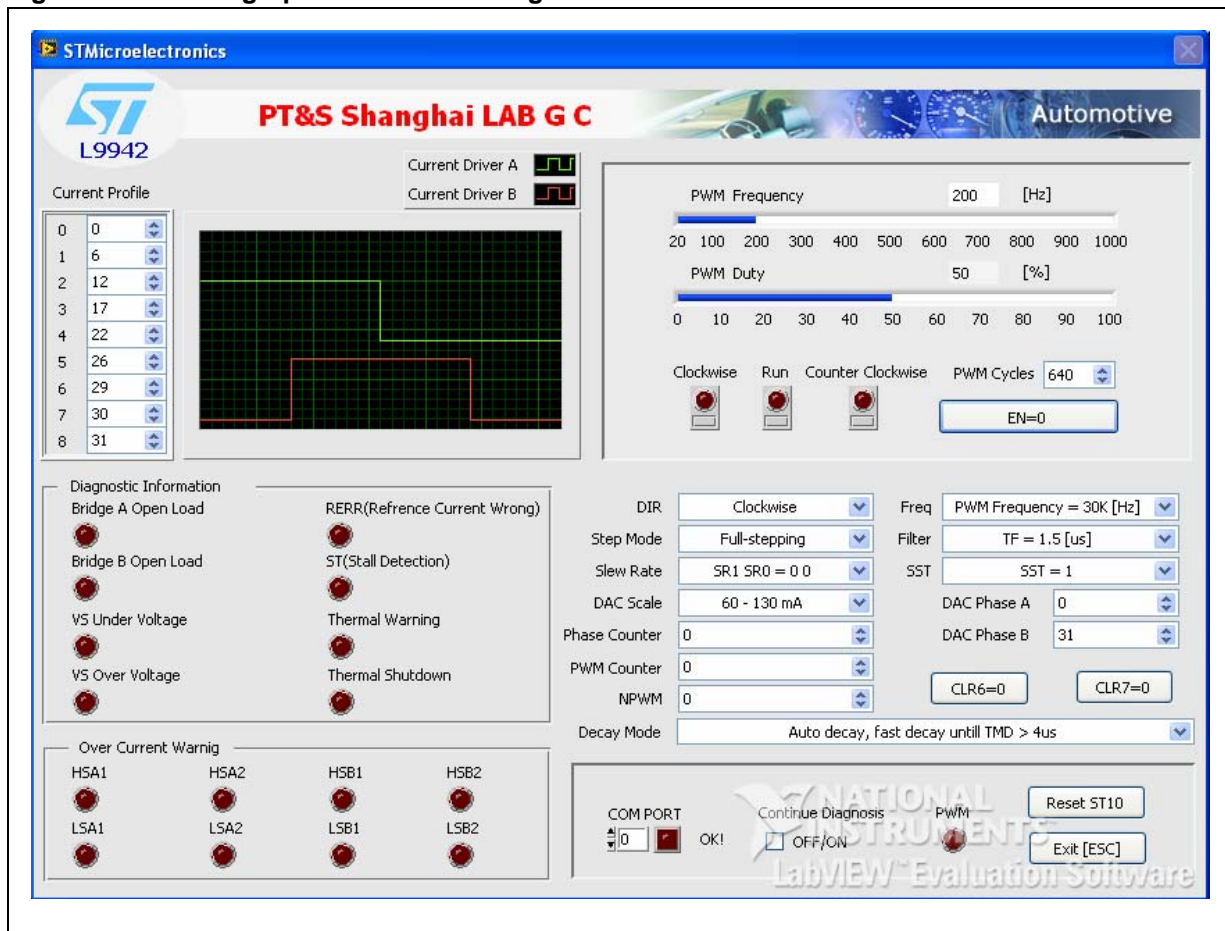 STMicroelectronics
ST
L9942
PT&S Shanghai LAB G C
Automotive
Current Profile
0 0
1 6
2 12
3 17
4 22
5 26
6 29
7 30
8 31
Current Driver A
Current Driver B
PWM Frequency 200 [Hz]
20 100 200 300 400 500 600 700 800 900 1000
PWM Duty 50 [%]
0 10 20 30 40 50 60 70 80 90 100
Clockwise Run Counter Clockwise PWM Cycles 640
EN=0
Diagnostic Information
Bridge A Open Load RERR(Refrence Current Wrong)
Bridge B Open Load ST(Stall Detection)
VS Under Voltage Thermal Warning
VS Over Voltage Thermal Shutdown
Over Current Warnig
HSA1 HSA2 HSB1 HSB2
LSA1 LSA2 LSB1 LSB2
DIR Clockwise Freq PWM Frequency = 30K [Hz]
Step Mode Full-stepping Filter TF = 1.5 [us]
Slew Rate SR1 SR0 = 0 0 SST SST = 1
DAC Scale 60 - 130 mA DAC Phase A 0
Phase Counter 0 DAC Phase B 31
PWM Counter 0
NPWM 0 CLR6=0 CLR7=0
Decay Mode Auto decay, fast decay untill TMD > 4us
COM PORT Continue Diagnosis PWM Reset ST10
0 OK! OFF/ON Exit [ESC]
NATIONAL
INSTRUMENTS
LabVIEW™ Evaluation Software